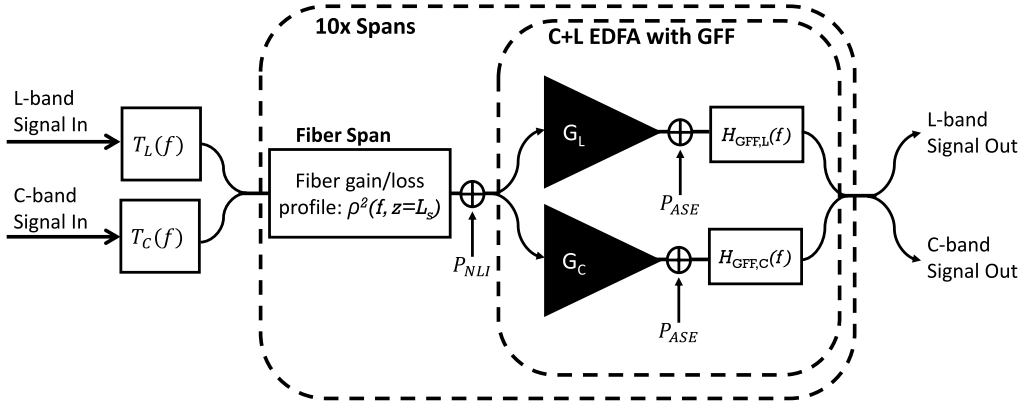 10x Spans
C+L EDFA with GFF
L-band
Signal In
T_L(f)
C-band
Signal In
T_C(f)
Fiber Span
Fiber gain/loss
profile: ρ²(f, z=L_s)
P_NLI
G_L
P_ASE
H_GFF,L(f)
G_C
P_ASE
H_GFF,C(f)
L-band
Signal Out
C-band
Signal Out